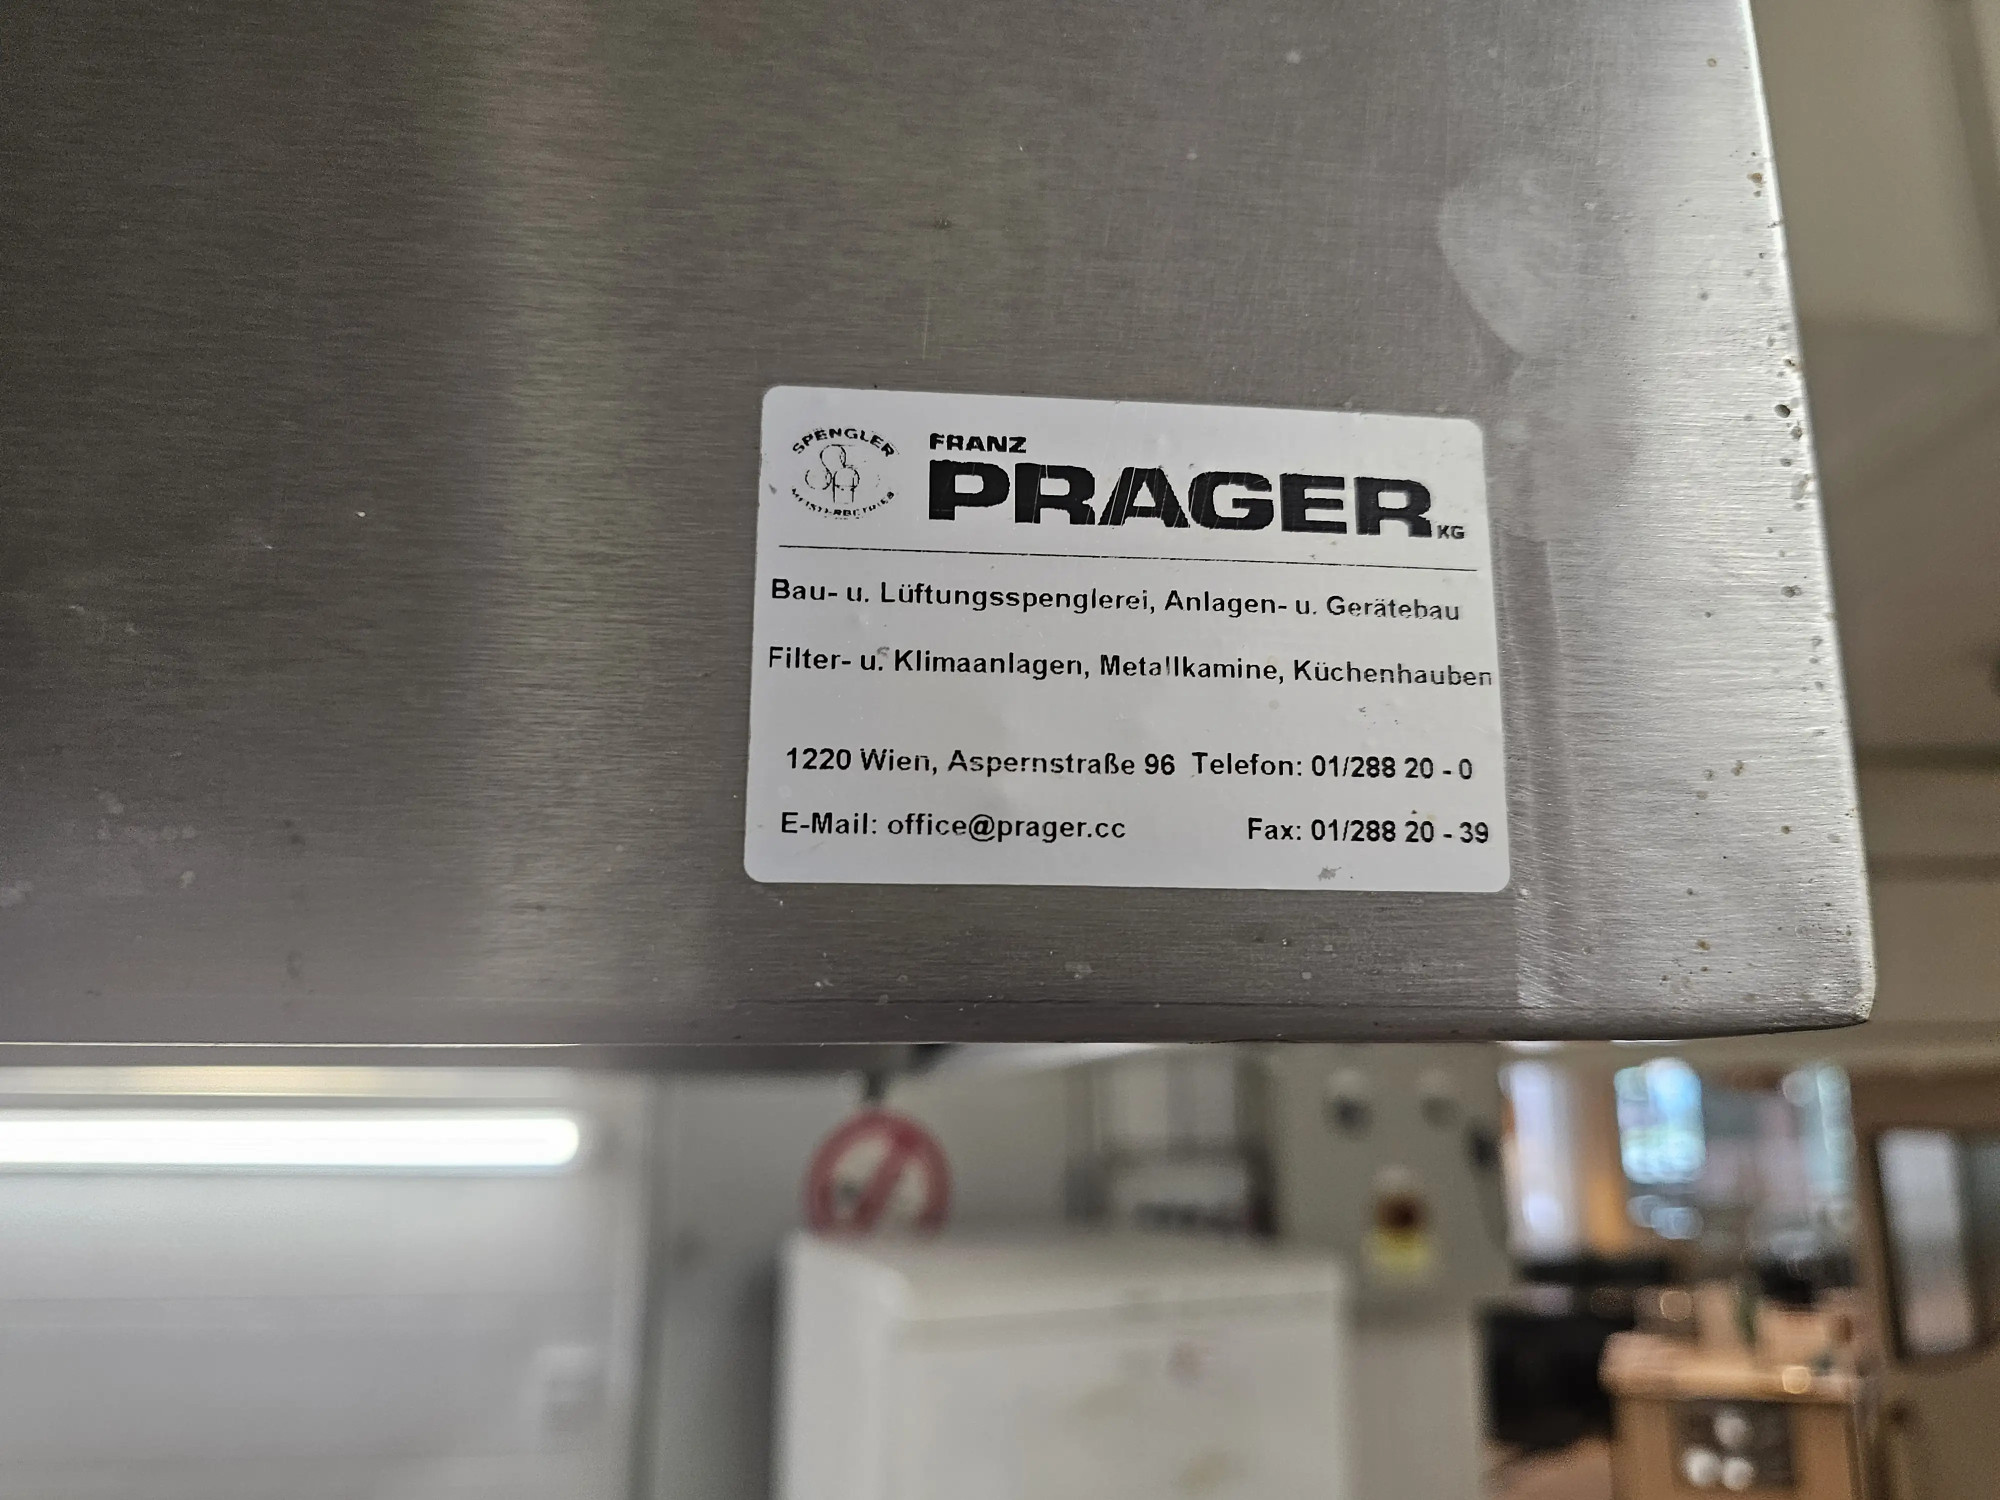 SPENGLER
MEISTERBETRIEB
FRANZ
PRAGER KG
Bau- u. Lüftungsspenglerei, Anlagen- u. Gerätebau
Filter- u. Klimaanlagen, Metallkamine, Küchenhauben
1220 Wien, Aspernstraße 96 Telefon: 01/288 20 - 0
E-Mail: office@prager.cc Fax: 01/288 20 - 39